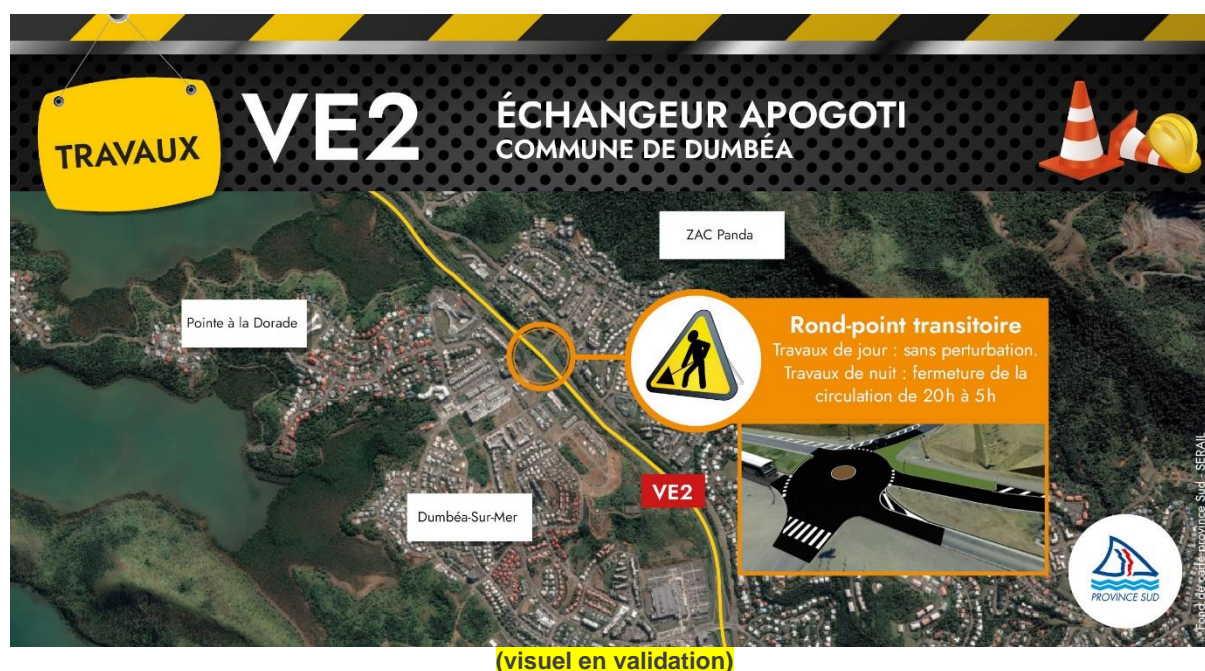 TRAVAUX
VE2
ÉCHANGEUR APOGOTI
COMMUNE DE DUMBÉA
ZAC Panda
Pointe à la Dorade
Rond-point transitoire
Travaux de jour : sans perturbation.
Travaux de nuit : fermeture de la
circulation de 20h à 5h
VE2
Dumbéa-Sur-Mer
PROVINCE SUD
Fond de carte province Sud - SERAIL
(visuel en validation)